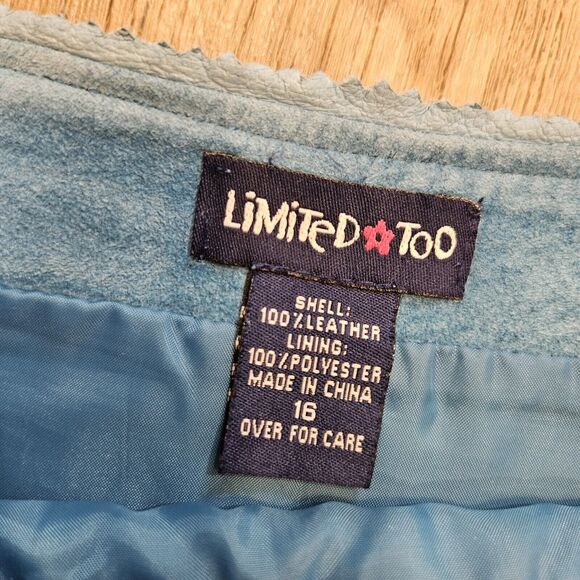 LiMiTeD TOO
SHELL:
100%LEATHER
LINING:
100%POLYESTER
MADE IN CHINA
16
OVER FOR CARE